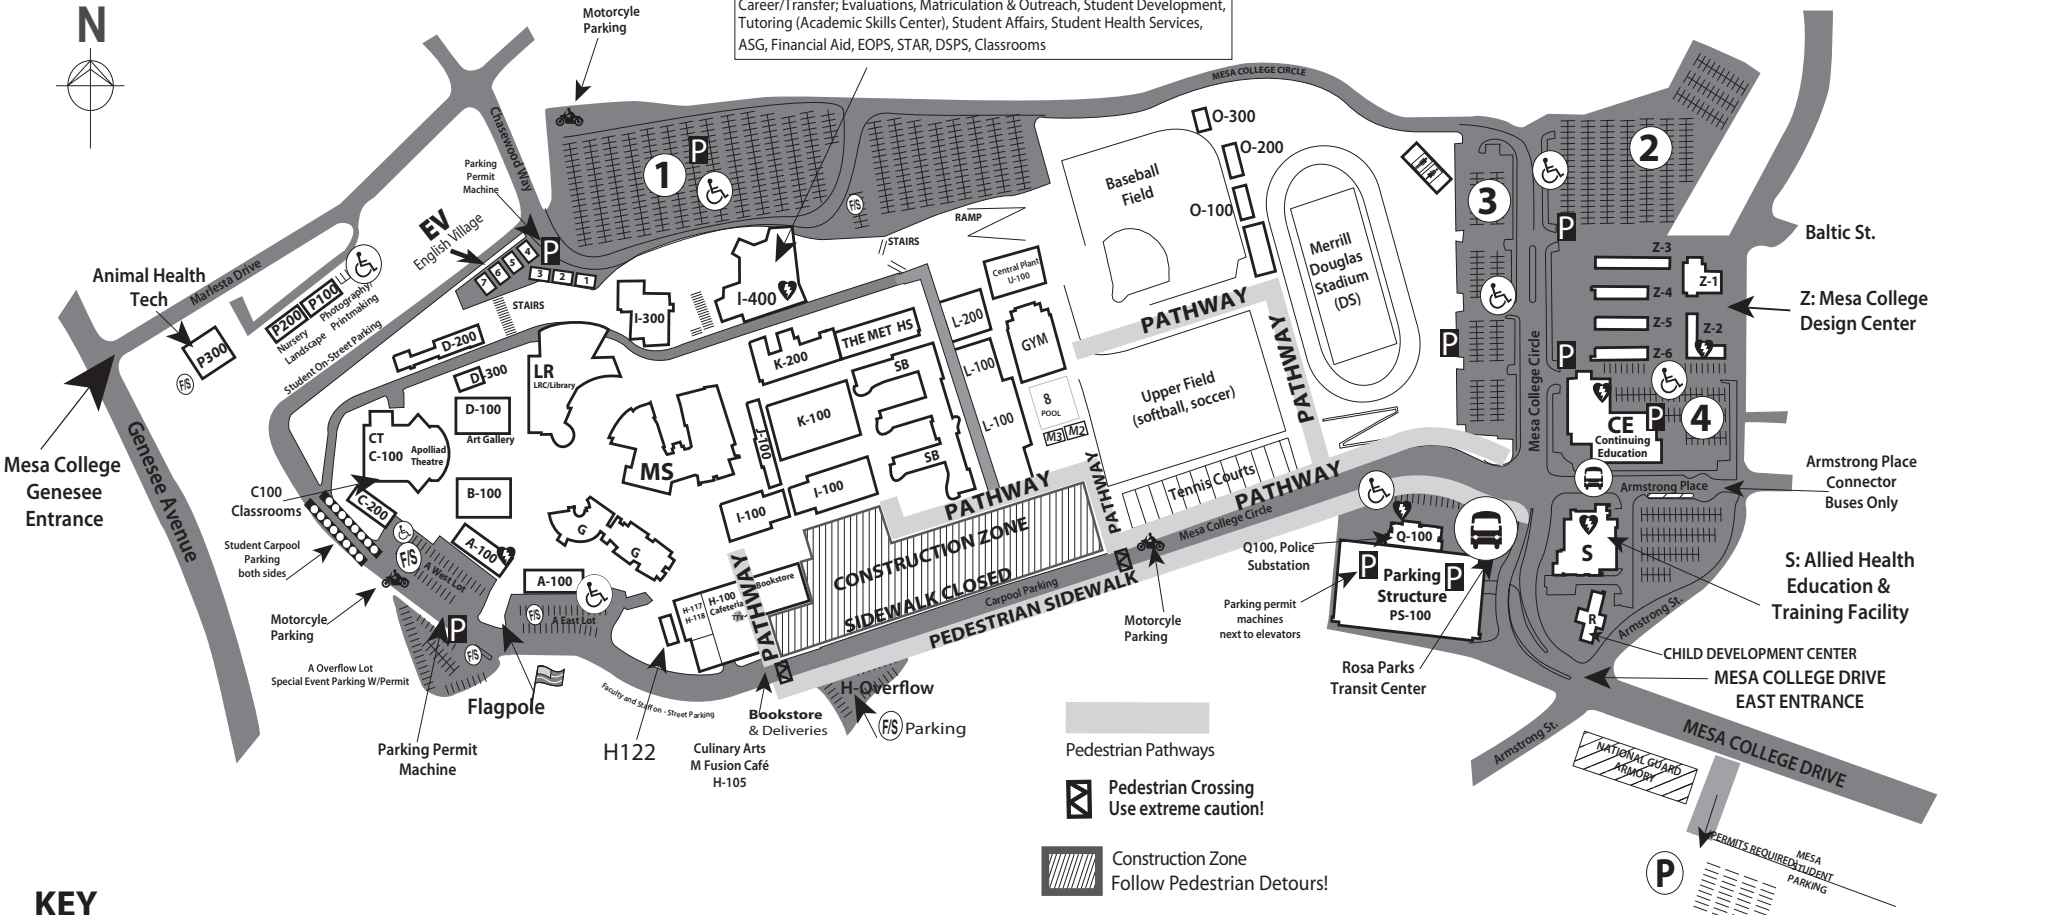 Career/Transfer; Evaluations, Matriculation & Outreach, Student Development,
Tutoring (Academic Skills Center), Student Affairs, Student Health Services,
ASG, Financial Aid, EOPS, STAR, DSPS, Classrooms
N
Motorcyle
Parking
MESA COLLEGE CIRCLE
Chasewood Way
Parking
Permit
Machine
1
P
F/S
RAMP
STAIRS
Baseball
Field
O-300
O-200
O-100
Merrill
Douglas
Stadium
(DS)
3
2
P
P
P
Baltic St.
Z-3
Z-4
Z-5
Z-6
Z-1
Z-2
Z: Mesa College
Design Center
EV
English Village
P
7
6
5
4
3
2
1
STAIRS
Animal Health
Tech
Marlesta Drive
P200
P100
Photography/
Printmaking
Nursery
Landscape
Student On-Street Parking
P300
F/S
Mesa College
Genesee
Entrance
Genesee Avenue
I-400
I-300
Central Plant
U-100
L-200
GYM
L-100
L-100
8
POOL
M3
M2
PATHWAY
PATHWAY
Upper Field
(softball, soccer)
Tennis Courts
PATHWAY
PATHWAY
Mesa College Circle
Mesa College Circle
D-200
D-300
D-100
Art Gallery
LR
LRC/Library
K-200
THE MET
HS
SB
SB
K-100
J-100
I-100
I-100
MS
G
G
CT
C-100
Apolliad
Theatre
B-100
C100
Classrooms
C-200
A-100
A-100
Student Carpool
Parking
both sides
F/S
A West Lot
F/S
A East Lot
Motorcyle
Parking
P
F/S
A Overflow Lot
Special Event Parking W/Permit
Flagpole
Parking Permit
Machine
Faculty and Staff on - Street Parking
H-117
H-118
H-100
Cafeteria
Bookstore
PATHWAY
PATHWAY
CONSTRUCTION ZONE
SIDEWALK CLOSED
Carpool Parking
PEDESTRIAN SIDEWALK
H122
Bookstore
& Deliveries
Culinary Arts
M Fusion Café
H-105
H-Overflow
F/S Parking
Motorcyle
Parking
Q100, Police
Substation
Q-100
P
P
Parking
Structure
PS-100
Parking permit
machines
next to elevators
Rosa Parks
Transit Center
CE
Continuing
Education
P
4
Armstrong Place
Armstrong Place
Connector
Buses Only
S
S: Allied Health
Education &
Training Facility
R
Armstrong St.
CHILD DEVELOPMENT CENTER
MESA COLLEGE DRIVE
EAST ENTRANCE
MESA COLLEGE DRIVE
Armstrong St.
NATIONAL GUARD
ARMORY
PERMITS REQUIRED
MESA
STUDENT
PARKING
P
Pedestrian Pathways
Pedestrian Crossing
Use extreme caution!
Construction Zone
Follow Pedestrian Detours!
KEY